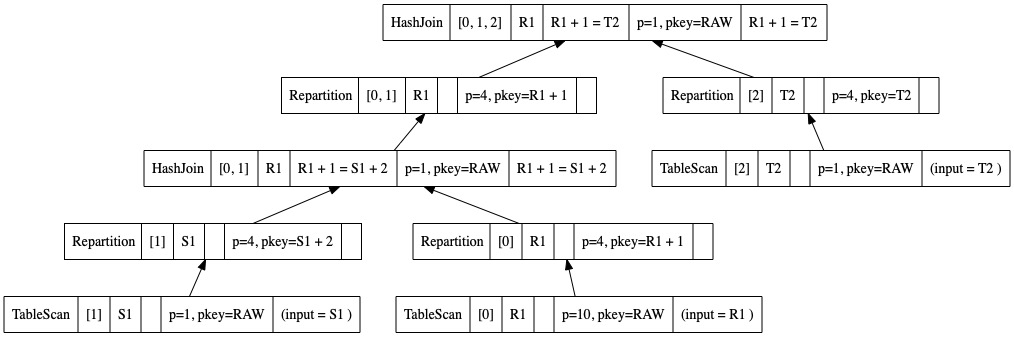 HashJoin [0, 1, 2] R1 R1 + 1 = T2 p=1, pkey=RAW R1 + 1 = T2
Repartition [0, 1] R1 p=4, pkey=R1 + 1
Repartition [2] T2 p=4, pkey=T2
HashJoin [0, 1] R1 R1 + 1 = S1 + 2 p=1, pkey=RAW R1 + 1 = S1 + 2
TableScan [2] T2 p=1, pkey=RAW (input = T2 )
Repartition [1] S1 p=4, pkey=S1 + 2
Repartition [0] R1 p=4, pkey=R1 + 1
TableScan [1] S1 p=1, pkey=RAW (input = S1 )
TableScan [0] R1 p=10, pkey=RAW (input = R1 )